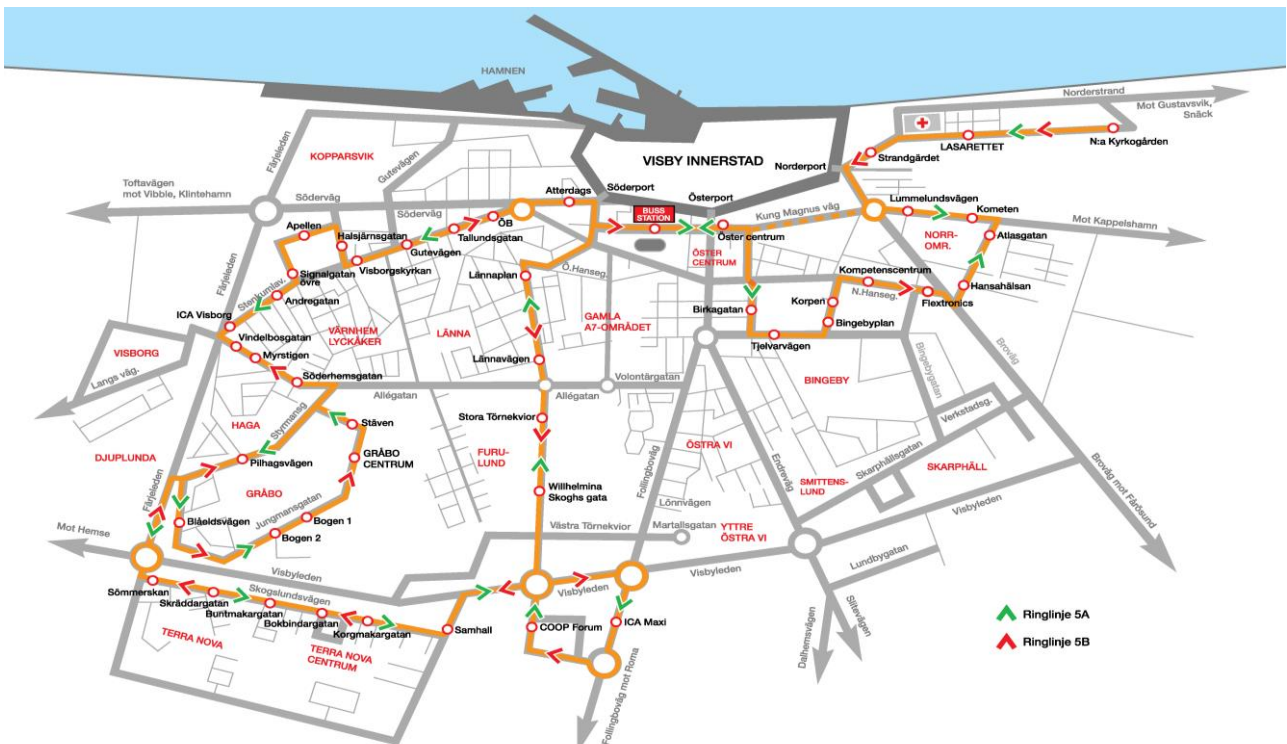 HAMNEN
Norderstrand
Mot Gustavsvik,
Snäck
KOPPARSVIK
Färjeleden
Gutevägen
VISBY INNERSTAD
Norderport
Strandgärdet
LASARETTET
N:a Kyrkogården
Toftavägen
mot Vibble, Klintehamn
Söderväg
Söderväg
Atterdags
Söderport
Österport
BUSS
STATION
Kung Magnus väg
Lummelundsvägen
Kometen
Mot Kappelshamn
Apellen
Halsjärnsgatan
ÖB
Tallundsgatan
Gutevägen
Visborgskyrkan
Öster centrum
ÖSTER
CENTRUM
NORR-
OMR.
Atlasgatan
Färjeleden
Signalgatan
övre
Stenkumlav.
Andregatan
Lännaplan
Ö.Hanseg.
Kompetenscentrum
N.Hanseg.
Hansahälsan
Flextronics
ICA Visborg
Vindelbosgatan
Myrstigen
VÄRNHEM
LYCKÅKER
LÄNNA
GAMLA
A7-OMRÅDET
Birkagatan
Korpen
Bingebyplan
Tjelvarvägen
VISBORG
Langs väg.
Söderhemsgatan
Lännavägen
Volontärgatan
Allégatan
Allégatan
BINGEBY
Bingebygatan
Broväg
Verkstadsg.
HAGA
Styrmansg
Stäven
Stora Törnekvior
DJUPLUNDA
Färjeleden
Pilhagsvägen
GRÅBO
CENTRUM
GRÅBO
FURU-
LUND
ÖSTRA VI
Follingboväg
Endreväg
Skarphällsgatan
SKARPHÄLL
SMITTENS-
LUND
Broväg mot Fårösund
Willhelmina
Skoghs gata
Lönnvägen
Jungmansgatan
Blåeldsvägen
Bogen 1
Bogen 2
Västra Törnekvior
Martallsgatan
YTTRE
ÖSTRA VI
Visbyleden
Lundbygatan
Mot Hemse
Visbyleden
Visbyleden
Visbyleden
Sömmerskan
Skogslundsvägen
Skräddargatan
Buntmakargatan
Bokbindargatan
Korgmakargatan
Samhall
COOP Forum
ICA Maxi
TERRA NOVA
TERRA NOVA
CENTRUM
Follingboväg mot Roma
Dalhemsvägen
Slitevägen
Ringlinje 5A
Ringlinje 5B